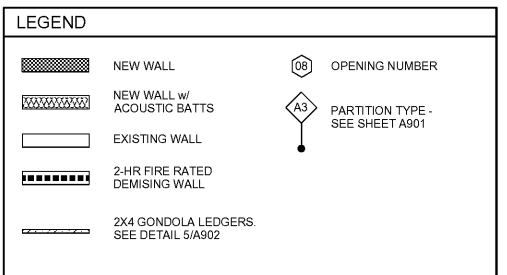 LEGEND
NEW WALL
NEW WALL w/
ACOUSTIC BATTS
EXISTING WALL
2-HR FIRE RATED
DEMISING WALL
2X4 GONDOLA LEDGERS.
SEE DETAIL 5/A902
08 OPENING NUMBER
A3
PARTITION TYPE -
SEE SHEET A901